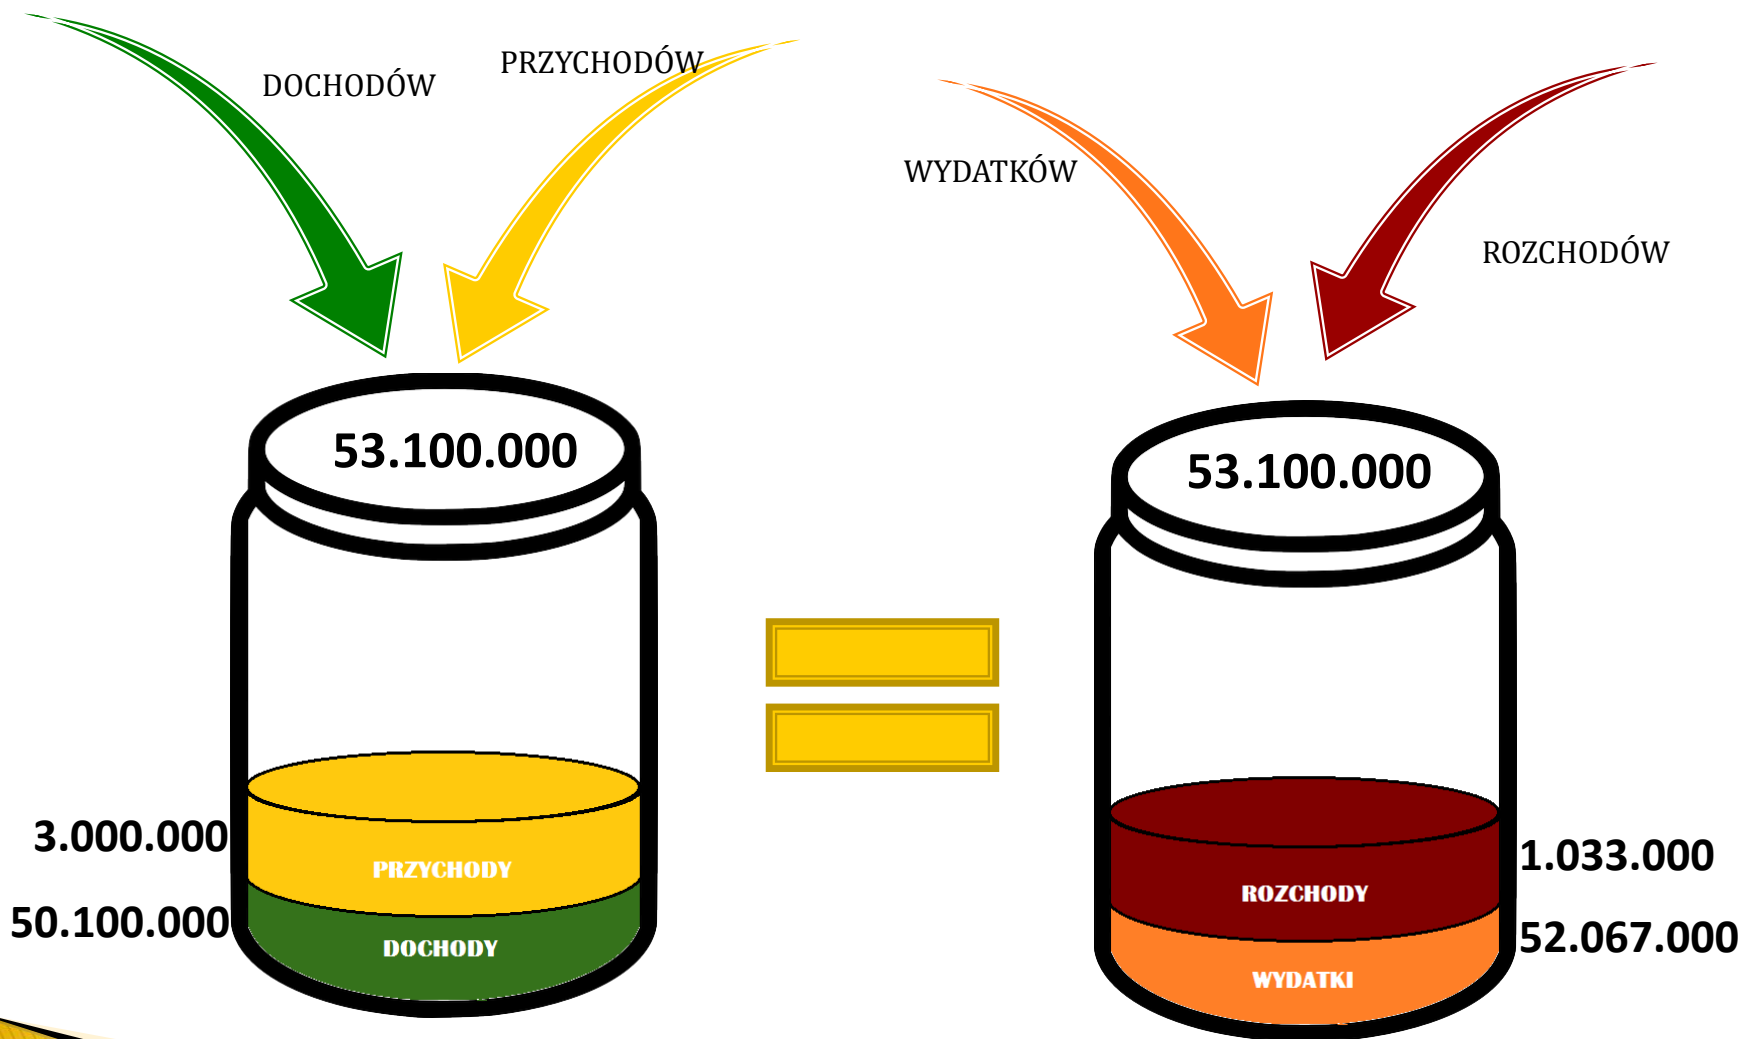 DOCHODÓW
PRZYCHODÓW
WYDATKÓW
ROZCHODÓW
53.100.000
53.100.000
3.000.000
PRZYCHODY
50.100.000
DOCHODY
ROZCHODY
1.033.000
WYDATKI
52.067.000